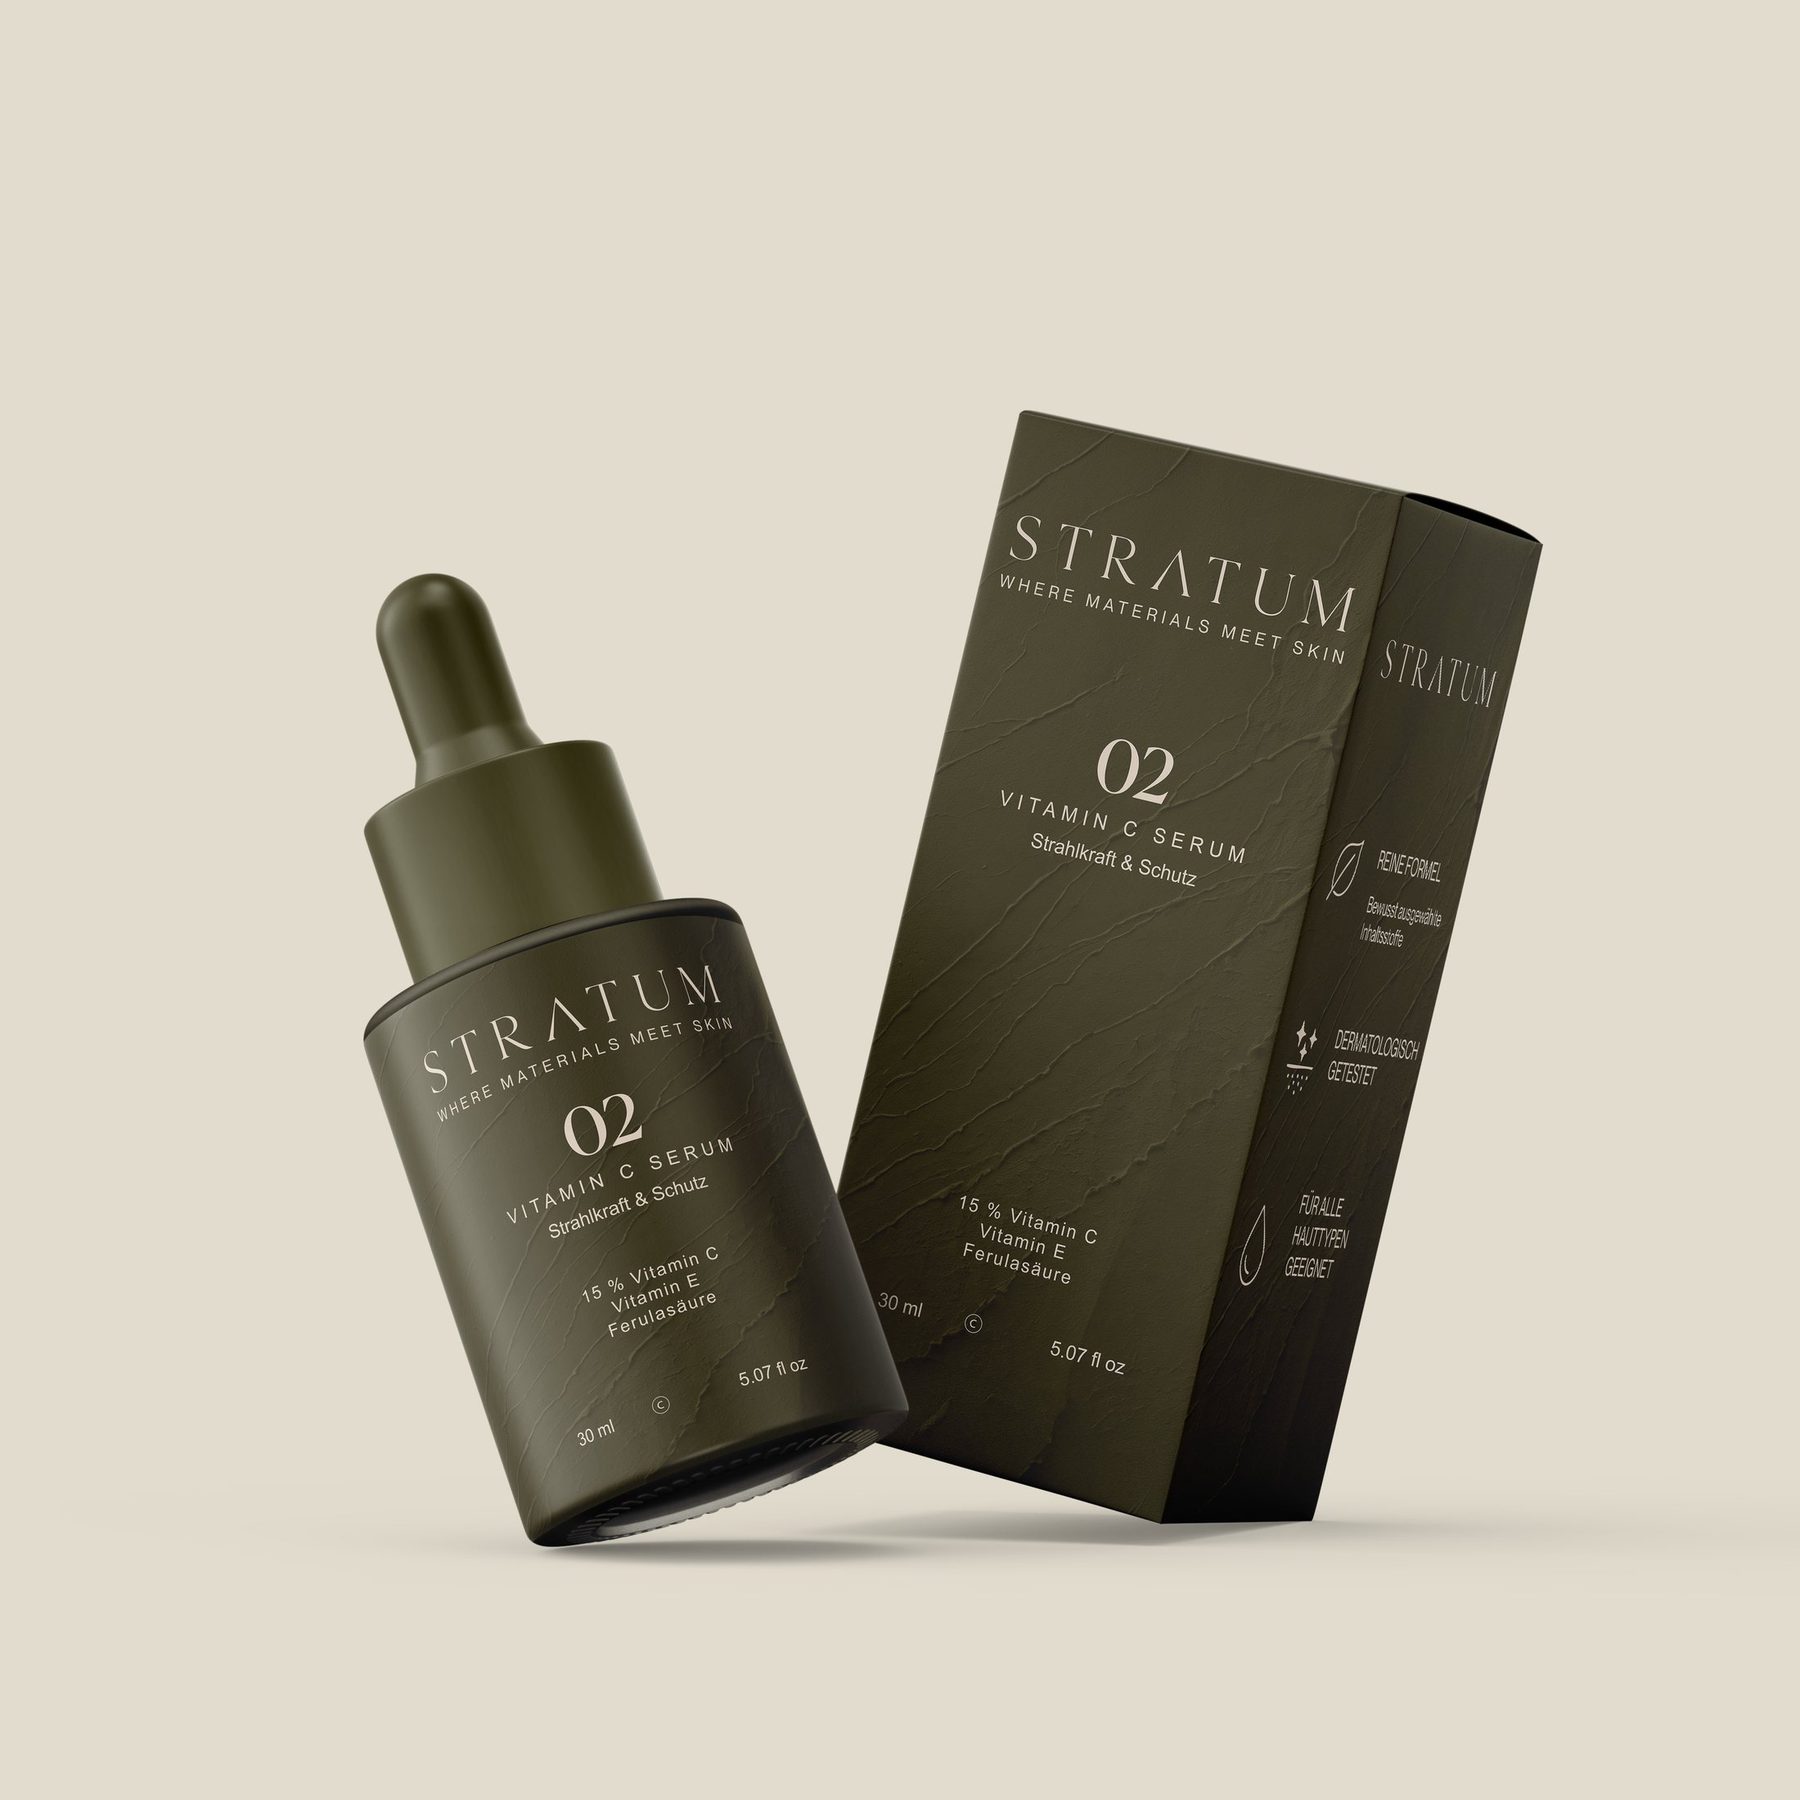 STRATUM
WHERE MATERIALS MEET SKIN
02
VITAMIN C SERUM
Strahlkraft & Schutz
15 % Vitamin C
Vitamin E
Ferulasäure
30 ml
©
5.07 fl oz
STRATUM
WHERE MATERIALS MEET SKIN
02
VITAMIN C SERUM
Strahlkraft & Schutz
15 % Vitamin C
Vitamin E
Ferulasäure
30 ml
©
5.07 fl oz
STRATUM
REINE FORMEL
Bewusst ausgewählte
Inhaltsstoffe
DERMATOLOGISCH
GETESTET
FÜR ALLE
HAUTTYPEN
GEEIGNET